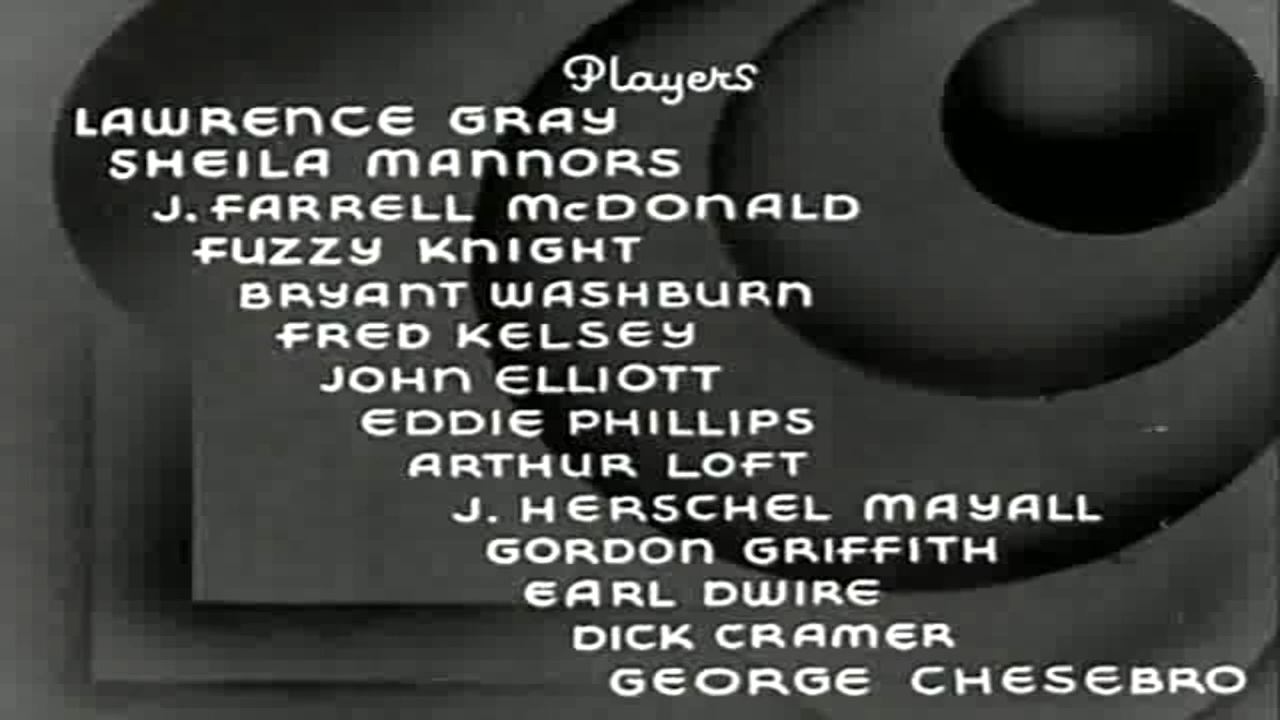 Players
LAWRENCE GRAY
SHEILA MANNORS
J. FARRELL McDONALD
FUZZY KNIGHT
BRYANT WASHBURN
FRED KELSEY
JOHN ELLIOTT
EDDIE PHILLIPS
ARTHUR LOFT
J. HERSCHEL MAYALL
GORDON GRIFFITH
EARL DWIRE
DICK CRAMER
GEORGE CHESEBRO